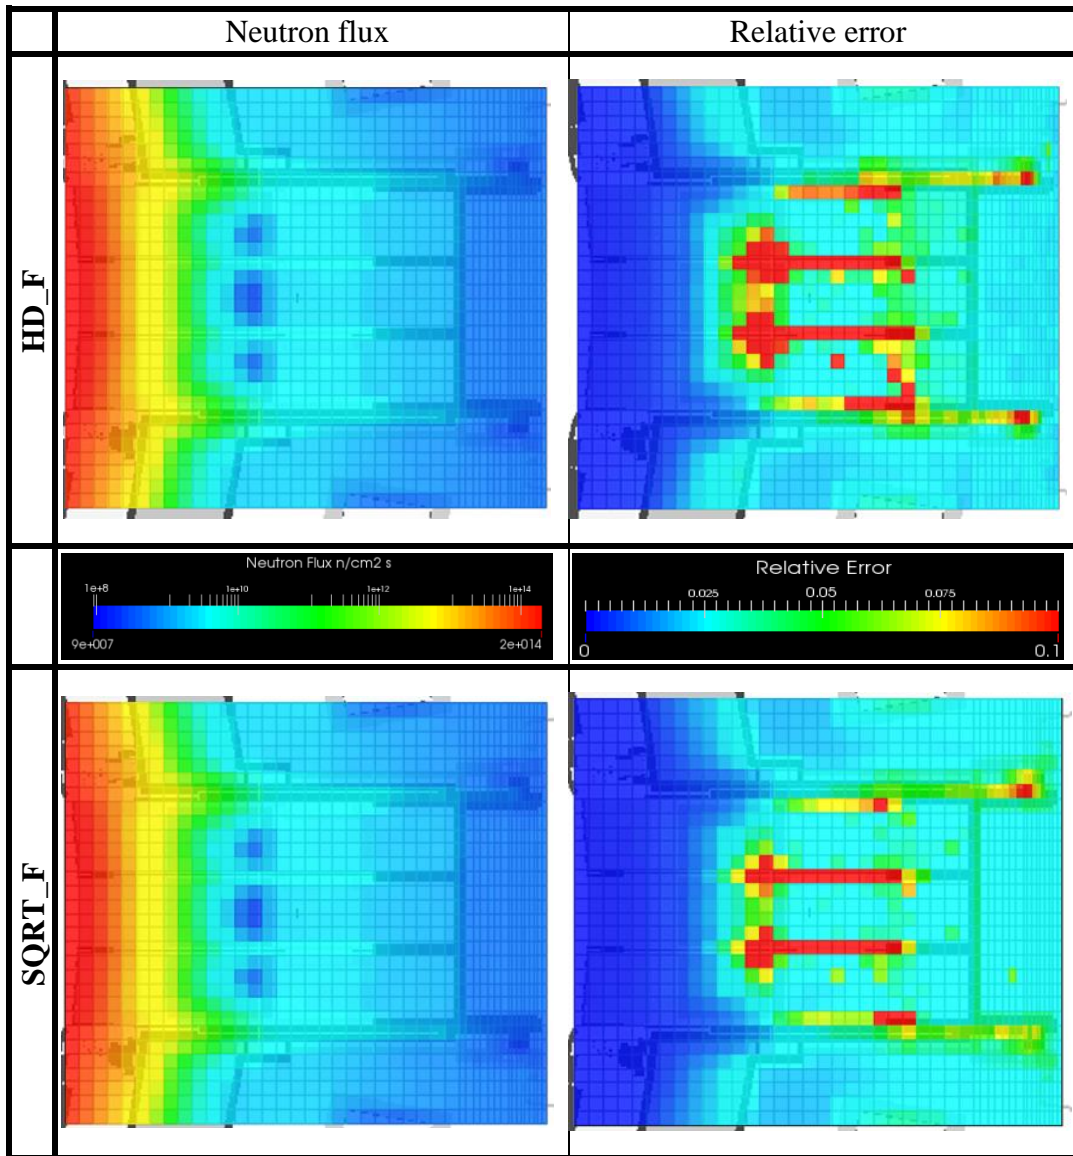 Neutron flux
Relative error
HD_F
Neutron Flux n/cm2 s
1e+8
1e+10
1e+12
1e+14
9e+007
2e+014
Relative Error
0.025
0.05
0.075
0
0.1
SQRT_F